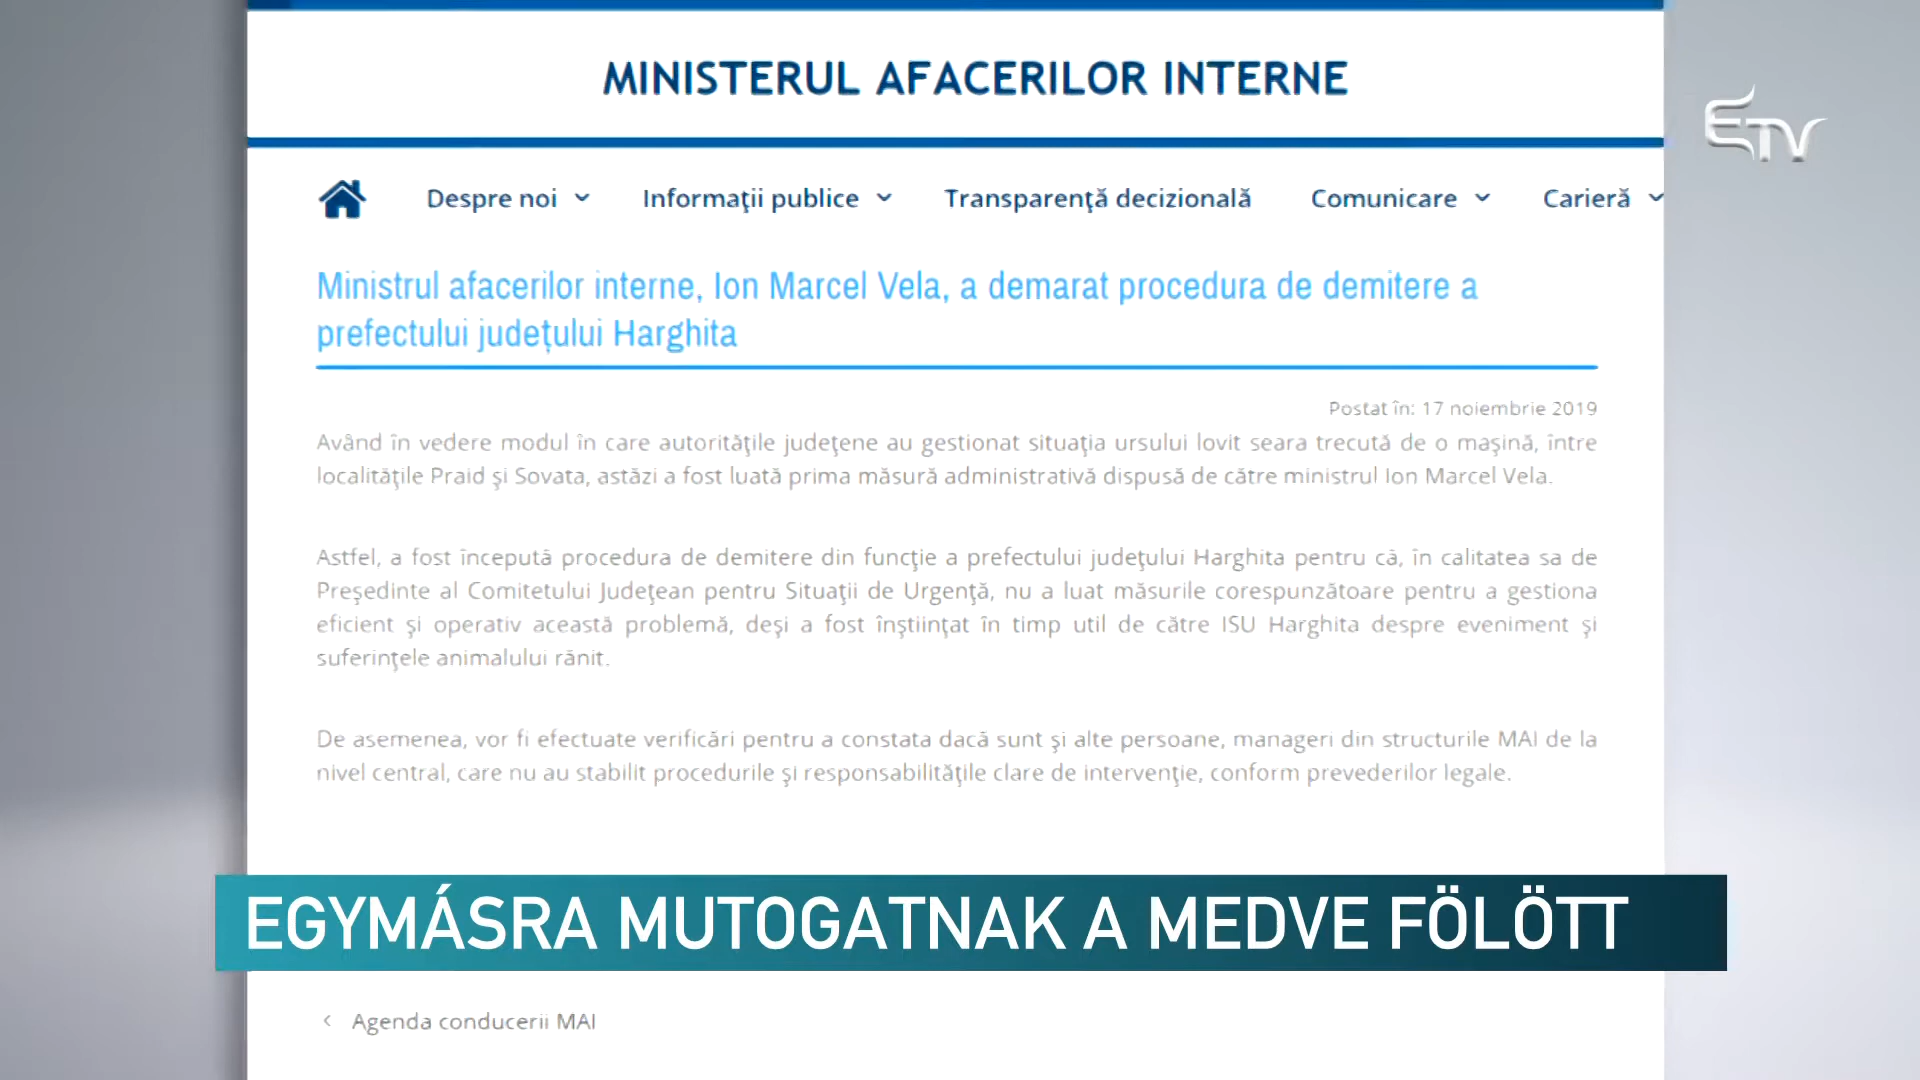 MINISTERUL AFACERILOR INTERNE
ETV
Despre noi Informaţii publice Transparenţă decizională Comunicare Carieră
Ministrul afacerilor interne, Ion Marcel Vela, a demarat procedura de demitere a
prefectului județului Harghita
Postat în: 17 noiembrie 2019
Având în vedere modul în care autorităţile judeţene au gestionat situaţia ursului lovit seara trecută de o maşină, între
localităţile Praid şi Sovata, astăzi a fost luată prima măsură administrativă dispusă de către ministrul Ion Marcel Vela.
Astfel, a fost începută procedura de demitere din funcţie a prefectului judeţului Harghita pentru că, în calitatea sa de
Preşedinte al Comitetului Judeţean pentru Situaţii de Urgenţă, nu a luat măsurile corespunzătoare pentru a gestiona
eficient şi operativ această problemă, deşi a fost înştiinţat în timp util de către ISU Harghita despre eveniment şi
suferinţele animalului rănit.
De asemenea, vor fi efectuate verificări pentru a constata dacă sunt şi alte persoane, manageri din structurile MAI de la
nivel central, care nu au stabilit procedurile şi responsabilităţile clare de intervenţie, conform prevederilor legale.
EGYMÁSRA MUTOGATNAK A MEDVE FÖLÖTT
Agenda conducerii MAI